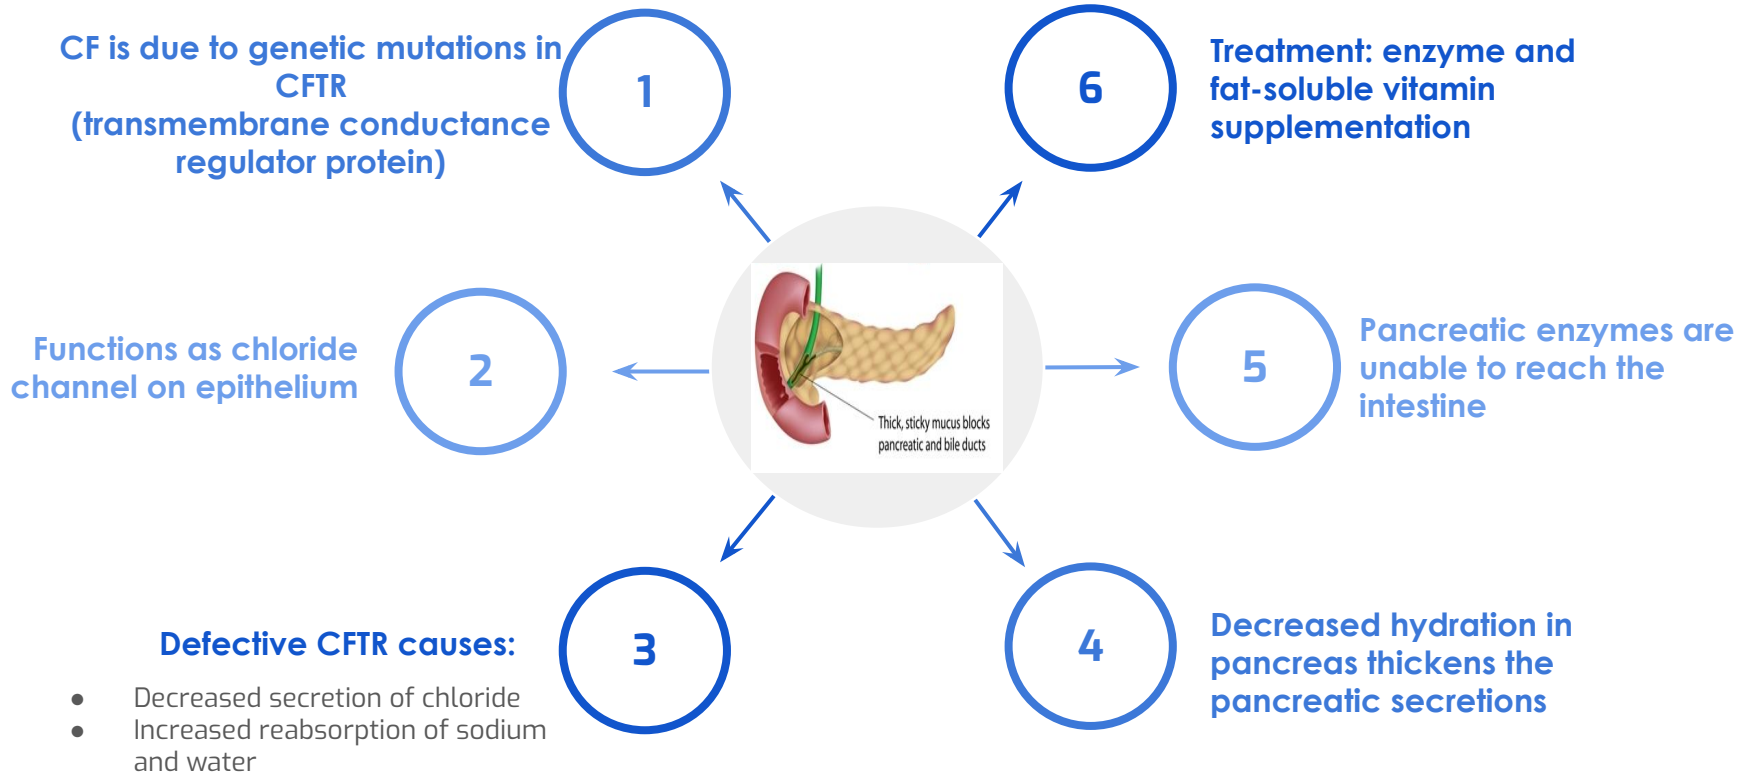 CF is due to genetic mutations in
CFTR
(transmembrane conductance
regulator protein)
1
Functions as chloride
channel on epithelium
2
Defective CFTR causes:
● Decreased secretion of chloride
● Increased reabsorption of sodium
and water
3
Thick, sticky mucus blocks
pancreatic and bile ducts
4
Decreased hydration in
pancreas thickens the
pancreatic secretions
5
Pancreatic enzymes are
unable to reach the
intestine
6
Treatment: enzyme and
fat-soluble vitamin
supplementation